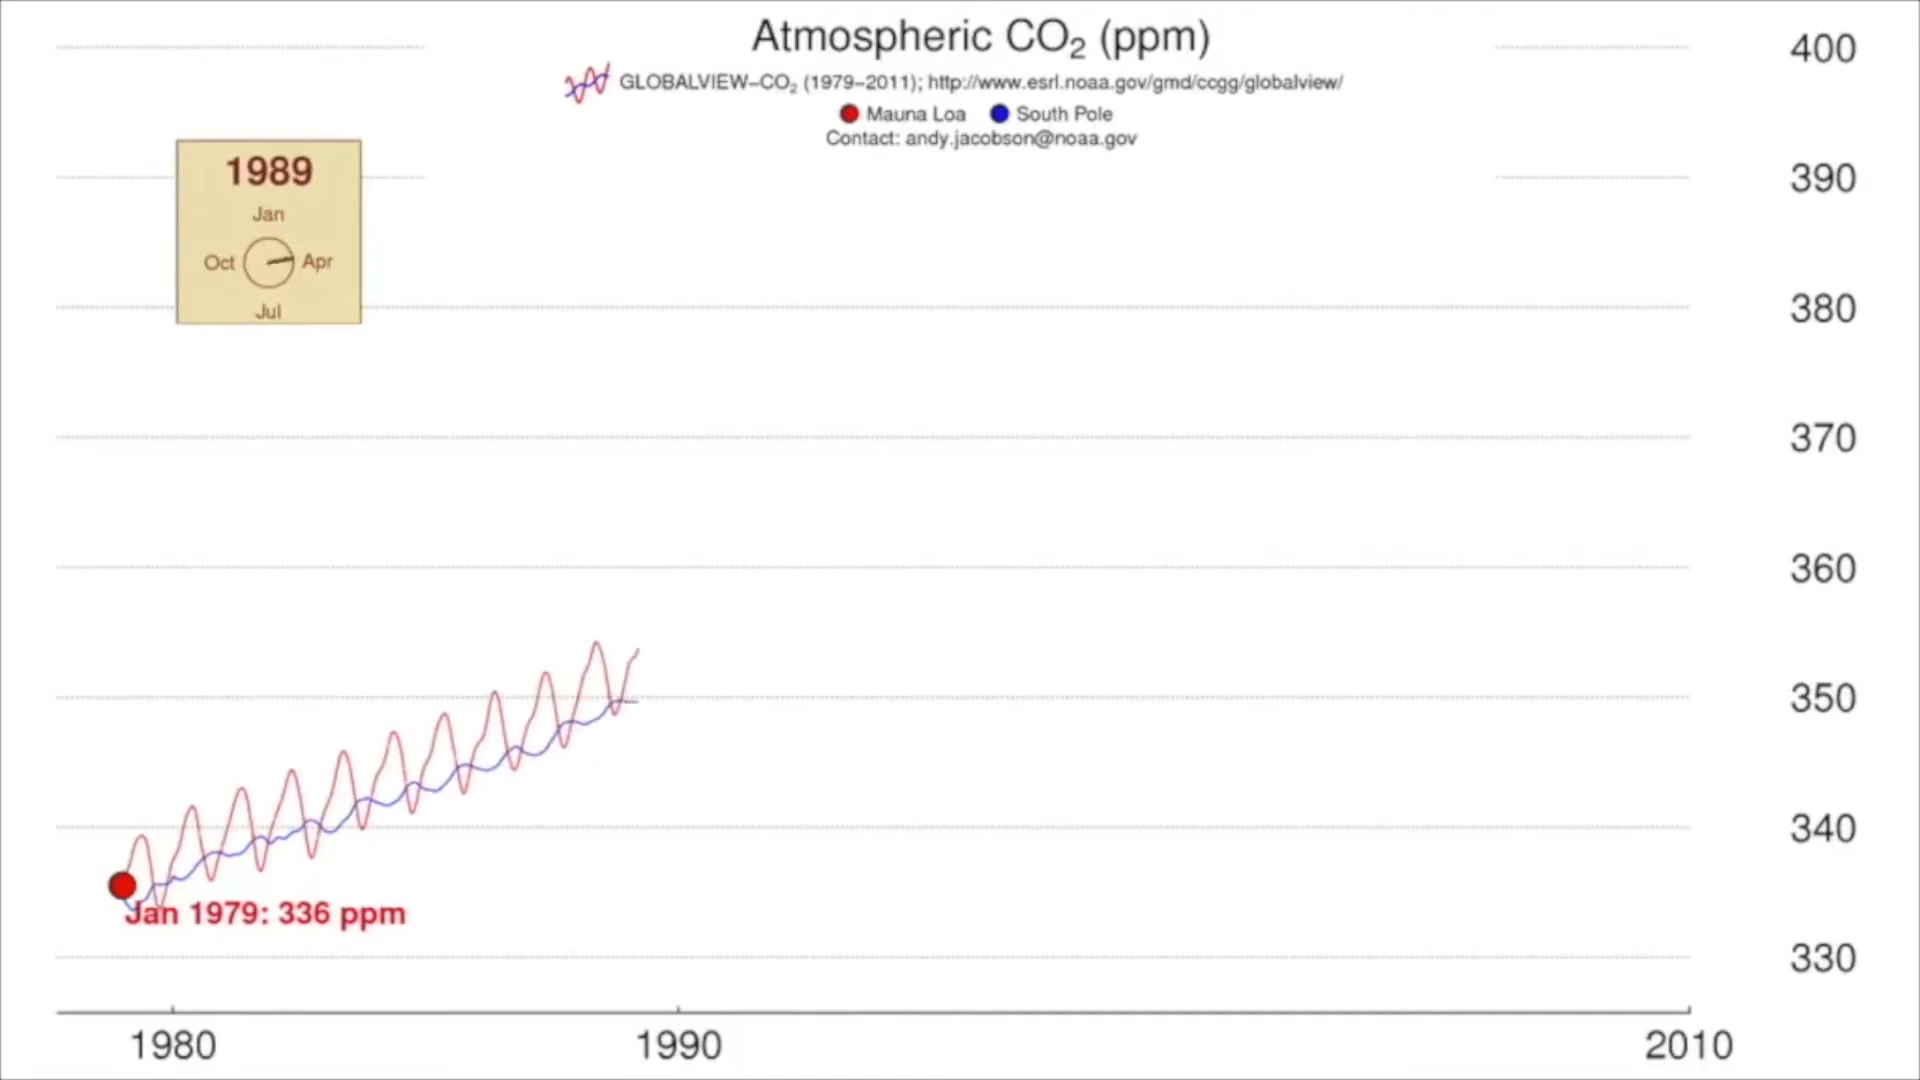 Atmospheric CO₂ (ppm)
GLOBALVIEW–CO₂ (1979–2011); http://www.esrl.noaa.gov/gmd/ccgg/globalview/
Mauna Loa South Pole
Contact: andy.jacobson@noaa.gov
1989
Jan
Oct Apr
Jul
400
390
380
370
360
350
340
330
Jan 1979: 336 ppm
1980 1990 2010